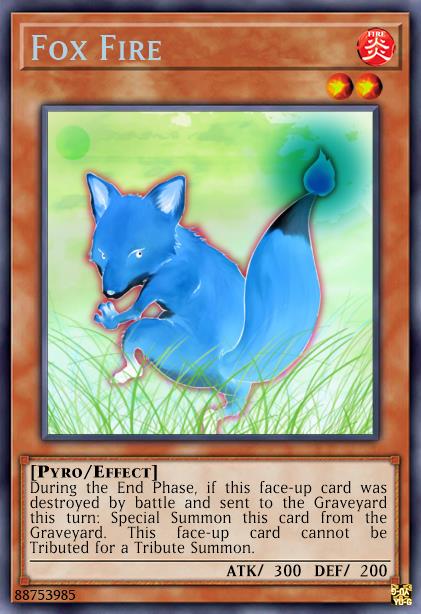 Fox Fire
FIRE
炎
[Pyro/Effect]
During the End Phase, if this face-up card was
destroyed by battle and sent to the Graveyard
this turn: Special Summon this card from the
Graveyard. This face-up card cannot be
Tributed for a Tribute Summon.
ATK/ 300 DEF/ 200
88753985